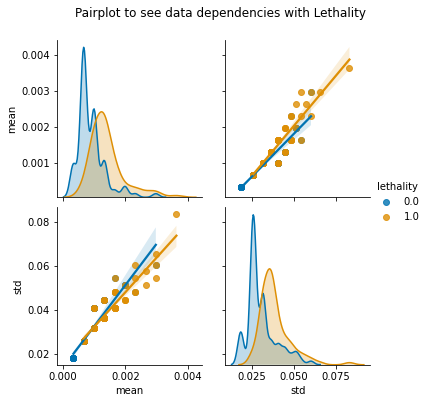 Pairplot to see data dependencies with Lethality
0.004
0.003
0.002
0.001
mean
lethality
0.0
1.0
0.08
0.06
0.04
0.02
std
0.000 0.002 0.004
mean
0.025 0.050 0.075
std